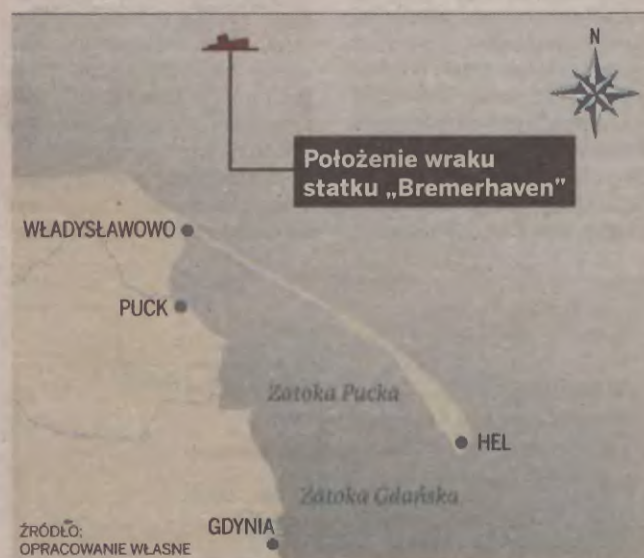 N
Położenie wraku
statku „Bremerhaven”
WŁADYSŁAWOWO
PUCK
Zatoka Pucka
HEL
Zatoka Gdańska
GDYNIA
ŹRÓDŁO:
OPRACOWANIE WŁASNE